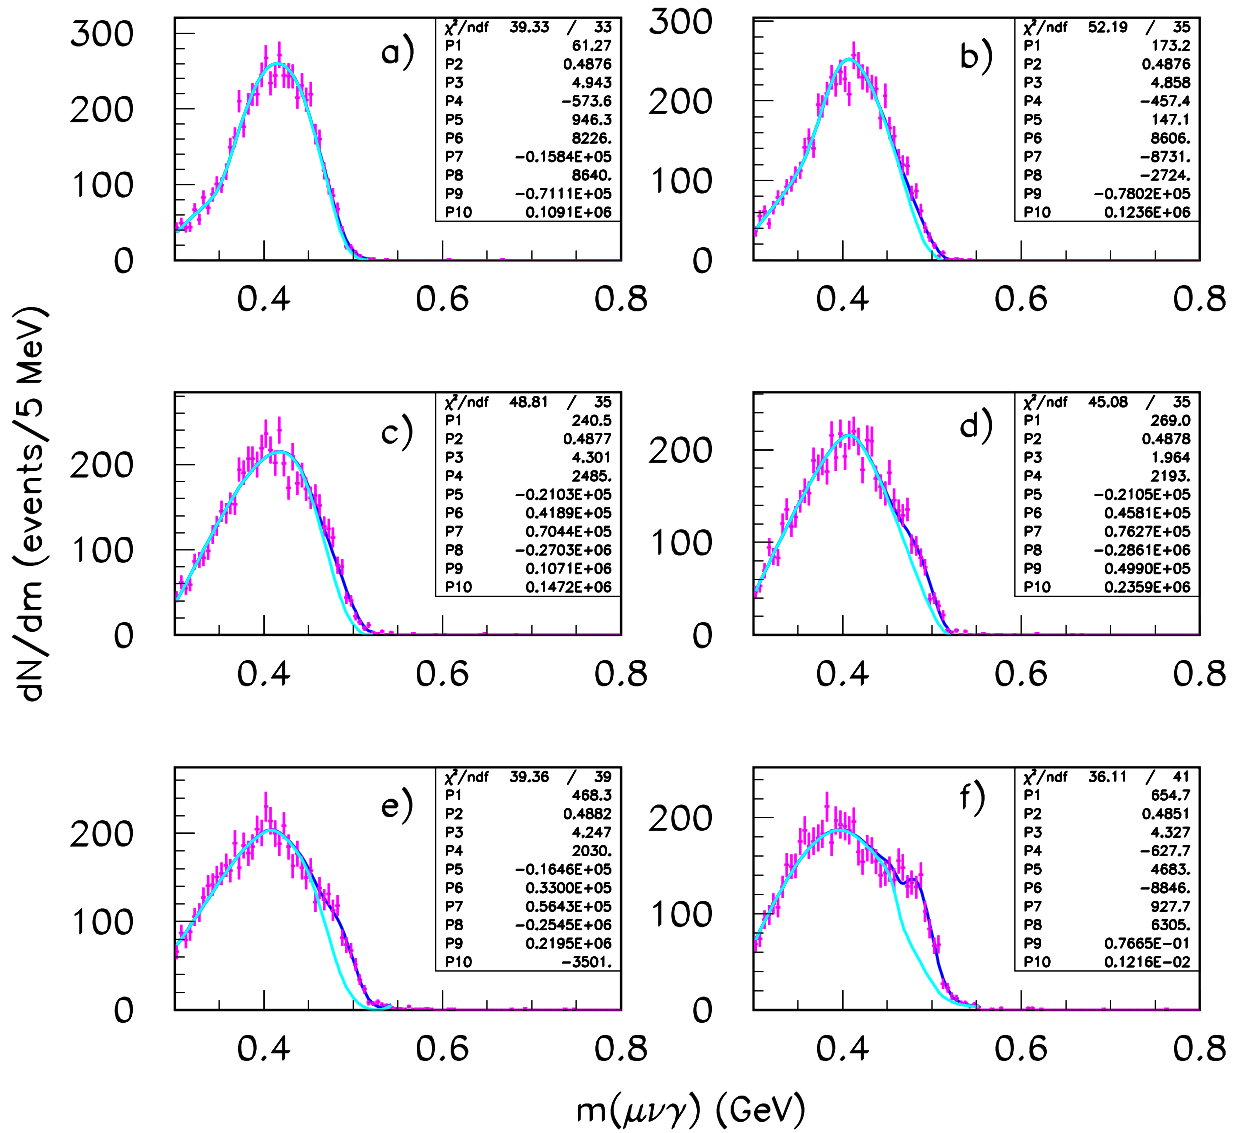 a)
χ²/ndf 39.33 / 33
P1 61.27
P2 0.4876
P3 4.943
P4 −573.6
P5 946.3
P6 8226.
P7 −0.1584E+05
P8 8640.
P9 −0.7111E+05
P10 0.1091E+06
300
200
100
0
0.4 0.6 0.8
b)
χ²/ndf 52.19 / 35
P1 173.2
P2 0.4876
P3 4.858
P4 −457.4
P5 147.1
P6 8606.
P7 −8731.
P8 −2724.
P9 −0.7802E+05
P10 0.1236E+06
300
200
100
0
0.4 0.6 0.8
c)
χ²/ndf 48.81 / 35
P1 240.5
P2 0.4877
P3 4.301
P4 2485.
P5 −0.2103E+05
P6 0.4189E+05
P7 0.7044E+05
P8 −0.2703E+06
P9 0.1071E+06
P10 0.1472E+06
200
100
0
0.4 0.6 0.8
d)
χ²/ndf 45.08 / 35
P1 269.0
P2 0.4878
P3 1.964
P4 2193.
P5 −0.2105E+05
P6 0.4581E+05
P7 0.7627E+05
P8 −0.2861E+06
P9 0.4990E+05
P10 0.2359E+06
200
100
0
0.4 0.6 0.8
e)
χ²/ndf 39.36 / 39
P1 468.3
P2 0.4882
P3 4.247
P4 2030.
P5 −0.1646E+05
P6 0.3300E+05
P7 0.5643E+05
P8 −0.2545E+06
P9 0.2195E+06
P10 −3501.
200
100
0
0.4 0.6 0.8
f)
χ²/ndf 36.11 / 41
P1 654.7
P2 0.4851
P3 4.327
P4 −627.7
P5 4683.
P6 −8846.
P7 927.7
P8 6305.
P9 0.7665E−01
P10 0.1216E−02
200
100
0
0.4 0.6 0.8
dN/dm (events/5 MeV)
m(μνγ) (GeV)